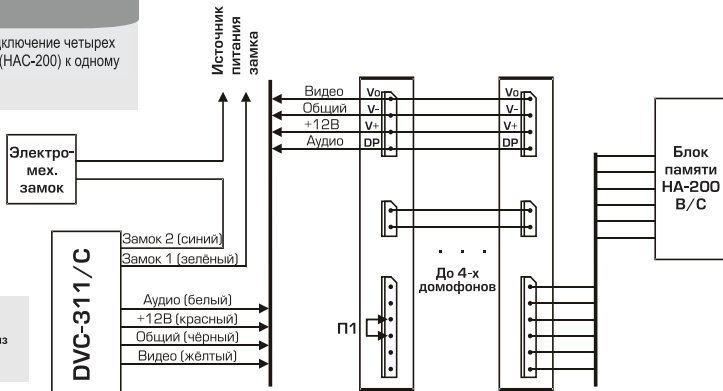 дключение четырех
(НАС-200) к одному
Источник
питания
замка
Видео
Общий
+12В
Аудио
Vo
V-
V+
DP
Vo
V-
V+
DP
Электро-
мех.
замок
Блок
памяти
НА-200
В/С
Замок 2 (синий)
Замок 1 (зелёный)
DVC-311/C
Аудио (белый)
+12В (красный)
Общий (чёрный)
Видео (жёлтый)
. . .
До 4-х
домофонов
П1
из